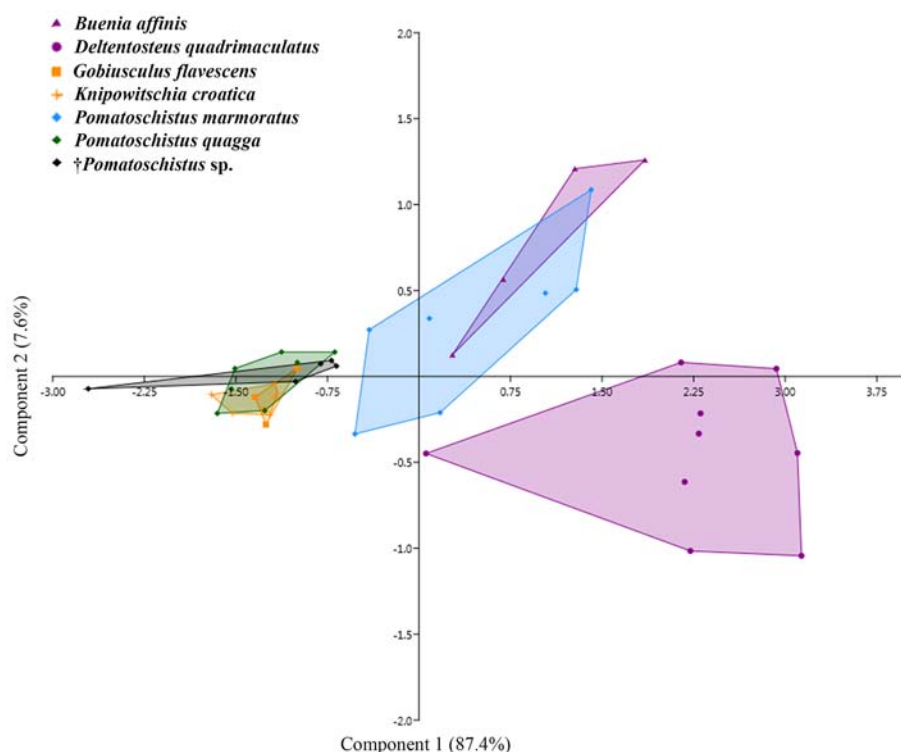 Buenia affinis
Deltentosteus quadrimaculatus
Gobiusculus flavescens
Knipowitschia croatica
Pomatoschistus marmoratus
Pomatoschistus quagga
†Pomatoschistus sp.
2.0
1.5
1.0
0.5
-3.00 -2.25 -1.50 -0.75 0.75 1.50 2.25 3.00 3.75
-0.5
-1.0
-1.5
-2.0
Component 2 (7.6%)
Component 1 (87.4%)